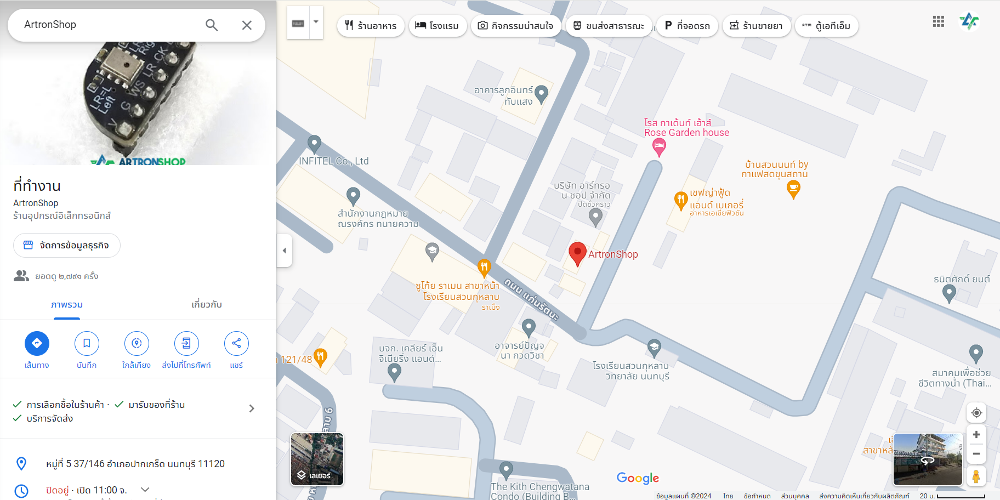 ArtronShop
LR=L
Left
V
G
WS
LR
CK
ARTRONSHOP
ที่ทำงาน
ArtronShop
ร้านอุปกรณ์อิเล็กทรอนิกส์
จัดการข้อมูลธุรกิจ
ยอดดู ๒,๗๙๑ ครั้ง
ภาพรวม
เกี่ยวกับ
เส้นทาง
บันทึก
ใกล้เคียง
ส่งไปที่โทรศัพท์
แชร์
การเลือกซื้อในร้านค้า · มารับของที่ร้าน
บริการจัดส่ง
หมู่ที่ 5 37/146 อำเภอปากเกร็ด นนทบุรี 11120
ปิดอยู่ · เปิด 11:00 จ.
ร้านอาหาร
โรงแรม
กิจกรรมน่าสนใจ
ขนส่งสาธารณะ
P ที่จอดรถ
ร้านขายยา
ATM ตู้เอทีเอ็ม
อาคารลูกอินทร์
ทับแสง
โรส กาเด้นท์ เฮ้าส์
Rose Garden house
INFITEL Co., Ltd
บ้านสวนนนท์ by
กาแฟสดขุนสถาน
บริษัท อาร์ทรอ
น ชอป จำกัด
ปิดชั่วคราว
เชฟญ่าฟู้ด
แอนด์ เบเกอรี่
อาหารเอเชียฟิวชัน
สำนักงานกฎหมาย
ณรงค์กร ทนายความ
ArtronShop
ธนิตศักดิ์ ยนต์
ซูโก้ย ราเมน สาขาหน้า
โรงเรียนสวนกุหลาบ
ราเม็ง
ถนน แก่นรัตนะ
อาจารย์ปัญจ
นา กวดวิชา
บจก. เคลียร์ เอ็น
จิเนียริ่ง แอนด์...
121/48
โรงเรียนสวนกุหลาบ
วิทยาลัย นนทบุรี
สมาคมเพื่อช่วย
ชีวิตทางน้ำ (Thai...
ลาบ 6
สาขาหลั
เลเยอร์
The Kith Chengwatana
Condo (Building B...
Google
ข้อมูลแผนที่ ©2024
ไทย
ข้อกำหนด
ส่วนบุคคล
ส่งความคิดเห็นเกี่ยวกับผลิตภัณฑ์
20 ม.